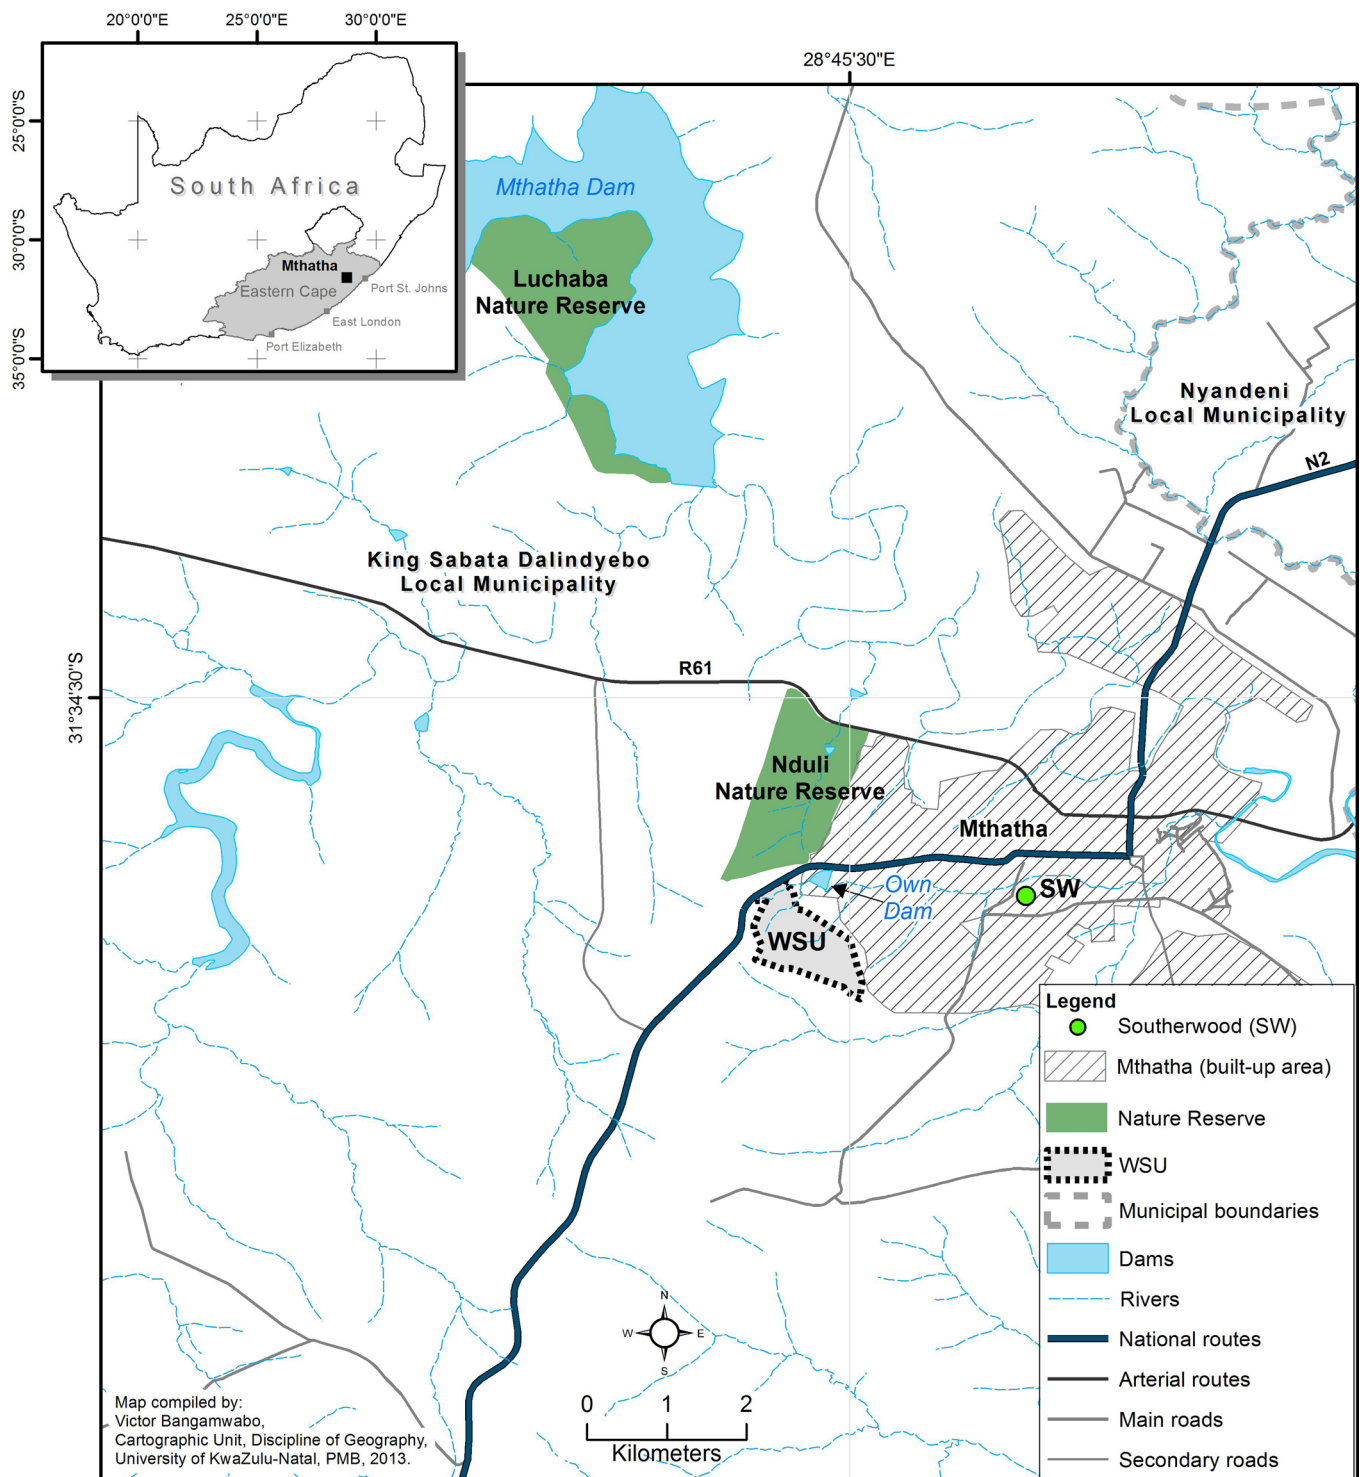 20°0'0"E
25°0'0"E
30°0'0"E
28°45'30"E
25°0'0"S
30°0'0"S
35°0'0"S
31°34'30"S
South Africa
Mthatha
Eastern Cape
Port St. Johns
East London
Port Elizabeth
Mthatha Dam
Luchaba
Nature Reserve
Nyandeni
Local Municipality
N2
King Sabata Dalindyebo
Local Municipality
R61
Nduli
Nature Reserve
Mthatha
Own
Dam
SW
WSU
Legend
Southerwood (SW)
Mthatha (built-up area)
Nature Reserve
WSU
Municipal boundaries
Dams
Rivers
National routes
Arterial routes
Main roads
Secondary roads
N
W
E
S
0 1 2
Kilometers
Map compiled by:
Victor Bangamwabo,
Cartographic Unit, Discipline of Geography,
University of KwaZulu-Natal, PMB, 2013.